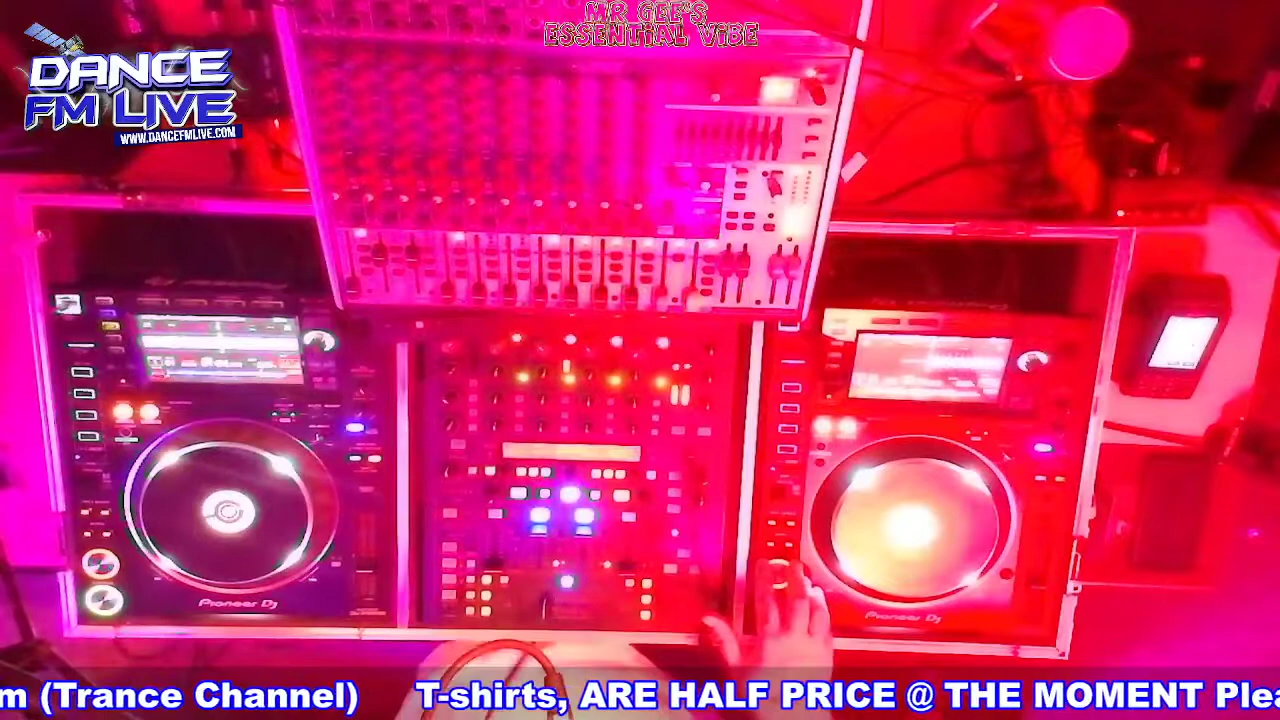 MR GEE'S
ESSENTiAL ViBE
DANCE
FM LIVE
WWW.DANCEFMLIVE.COM
Pioneer Dj
Pioneer Dj
m (Trance Channel) T-shirts, ARE HALF PRICE @ THE MOMENT Plea